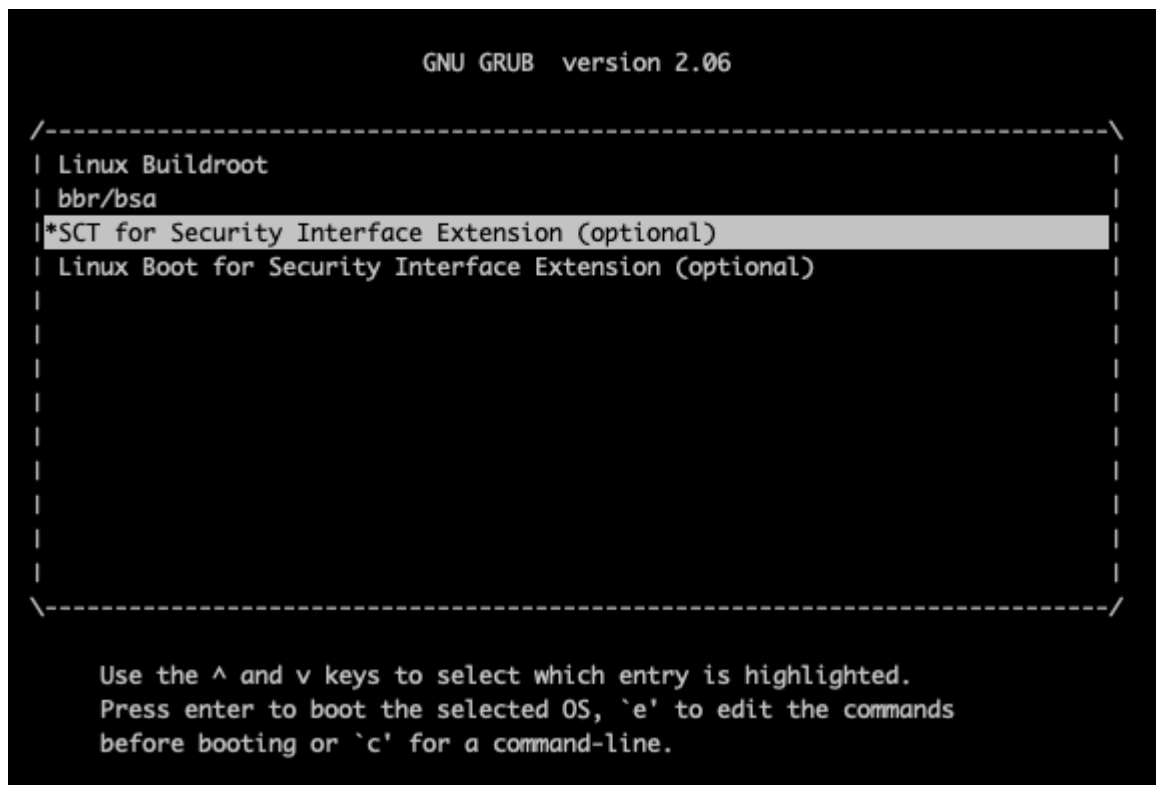 GNU GRUB  version 2.06
/----------------------------------------------------------------------------\
| Linux Buildroot                                                            |
| bbr/bsa                                                                    |
|*SCT for Security Interface Extension (optional)                            |
| Linux Boot for Security Interface Extension (optional)                     |
|                                                                            |
|                                                                            |
|                                                                            |
|                                                                            |
|                                                                            |
|                                                                            |
|                                                                            |
|                                                                            |
|                                                                            |
\----------------------------------------------------------------------------/
Use the ^ and v keys to select which entry is highlighted.
Press enter to boot the selected OS, `e' to edit the commands
before booting or `c' for a command-line.